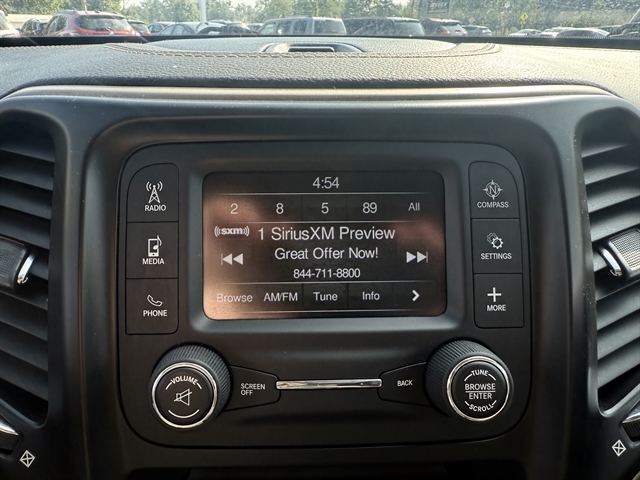 4:54
2 8 5 89 All
((sxm)) 1 SiriusXM Preview
Great Offer Now!
844-711-8800
Browse AM/FM Tune Info
RADIO
MEDIA
PHONE
N
COMPASS
SETTINGS
MORE
VOLUME
SCREEN OFF
BACK
TUNE
BROWSE
ENTER
SCROLL